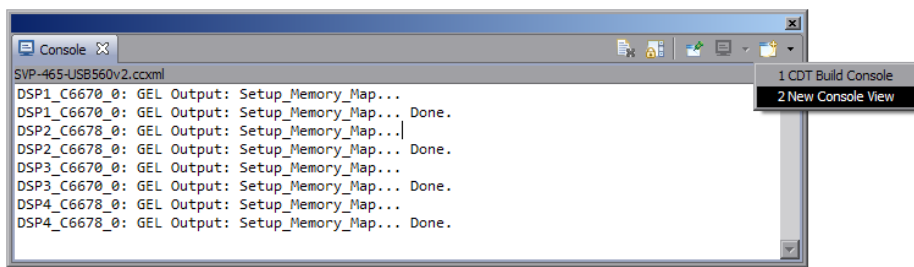 Console
SVP-465-USB560v2.ccxml
1 CDT Build Console
2 New Console View
DSP1_C6670_0: GEL Output: Setup_Memory_Map...
DSP1_C6670_0: GEL Output: Setup_Memory_Map... Done.
DSP2_C6678_0: GEL Output: Setup_Memory_Map...
DSP2_C6678_0: GEL Output: Setup_Memory_Map... Done.
DSP3_C6670_0: GEL Output: Setup_Memory_Map...
DSP3_C6670_0: GEL Output: Setup_Memory_Map... Done.
DSP4_C6678_0: GEL Output: Setup_Memory_Map...
DSP4_C6678_0: GEL Output: Setup_Memory_Map... Done.